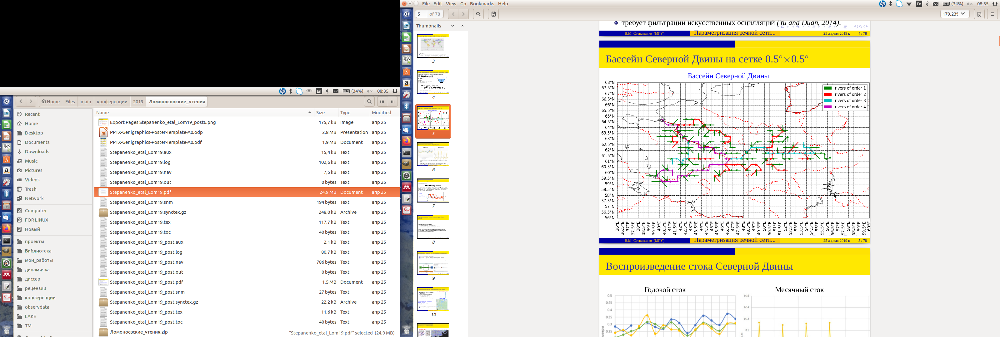 (34%) 08:35
Home Files main конференции 2019 Ломоносовские_чтения
Recent
Home
Desktop
Documents
Downloads
Music
Pictures
Videos
Trash
Network
Computer
FOR LINUX
Новый
проекты
Библиотека
мои_работы
динамичка
диссер
рецензии
конференции
observdata
LAKE
TM
Name Size Type Modified
Export Pages Stepanenko_etal_Lom19_post6.png 175,7 kB Image апр 25
PPTX-Genigraphics-Poster-Template-A0.odp 2,8 MB Presentation апр 25
PPTX-Genigraphics-Poster-Template-A0.pdf 1,9 MB Document апр 25
Stepanenko_etal_Lom19.aux 15,4 kB Text апр 25
Stepanenko_etal_Lom19.log 102,6 kB Text апр 25
Stepanenko_etal_Lom19.nav 7,5 kB Text апр 25
Stepanenko_etal_Lom19.out 0 bytes Text апр 25
Stepanenko_etal_Lom19.pdf 24,9 MB Document апр 25
Stepanenko_etal_Lom19.snm 194 bytes Text апр 25
Stepanenko_etal_Lom19.synctex.gz 248,0 kB Archive апр 25
Stepanenko_etal_Lom19.tex 117,7 kB Text апр 25
Stepanenko_etal_Lom19.toc 40 bytes Text апр 25
Stepanenko_etal_Lom19_post.aux 2,1 kB Text апр 25
Stepanenko_etal_Lom19_post.log 80,7 kB Text апр 25
Stepanenko_etal_Lom19_post.nav 786 bytes Text апр 25
Stepanenko_etal_Lom19_post.out 0 bytes Text апр 25
Stepanenko_etal_Lom19_post.pdf 1,5 MB Document апр 25
Stepanenko_etal_Lom19_post.snm 27 bytes Text апр 25
Stepanenko_etal_Lom19_post.synctex.gz 22,2 kB Archive апр 25
Stepanenko_etal_Lom19_post.tex 11,6 kB Text апр 25
Stepanenko_etal_Lom19_post.toc 40 bytes Text апр 25
Ломоносвские_чтения.zip
"Stepanenko_etal_Lom19.pdf" selected (24,9 MB)
File Edit View Go Bookmarks Help
En (34%) 08:35
5 of 78 179,23%
Thumbnails
3
4
5
6
7
8
9
10
требует фильтрации искусственных осцилляций (Yu and Duan, 2014).
В.М. Степаненко (МГУ) Параметризация речной сети... 25 апреля 2019 г. 4 / 78
Бассейн Северной Двины на сетке 0.5°×0.5°
Бассейн Северной Двины
rivers of order 1
rivers of order 2
rivers of order 3
rivers of order 4
68°N
67.5°N
67°N
66.5°N
66°N
65.5°N
65°N
64.5°N
64°N
63.5°N
63°N
62.5°N
62°N
61.5°N
61°N
60.5°N
60°N
59.5°N
59°N
58.5°N
58°N
57.5°N
57°N
56.5°N
56°N
36°E 36.5°E 37°E 37.5°E 38°E 38.5°E 39°E 39.5°E 40°E 40.5°E 41°E 41.5°E 42°E 42.5°E 43°E 43.5°E 44°E 44.5°E 45°E 45.5°E 46°E 46.5°E 47°E 47.5°E 48°E 48.5°E 49°E 49.5°E 50°E 50.5°E 51°E 51.5°E 52°E 52.5°E 53°E 53.5°E 54°E 54.5°E 55°E 55.5°E 56°E 56.5°E 57°E 57.5°E 58°E 58.5°E 59°E 59.5°E 60°E
В.М. Степаненко (МГУ) Параметризация речной сети... 25 апреля 2019 г. 5 / 78
Воспроизведение стока Северной Двины
Годовой сток Месячный сток
0.5
0.45
0.4
0.35
0.3
0.25
0.16
0.14
0.12
0.1